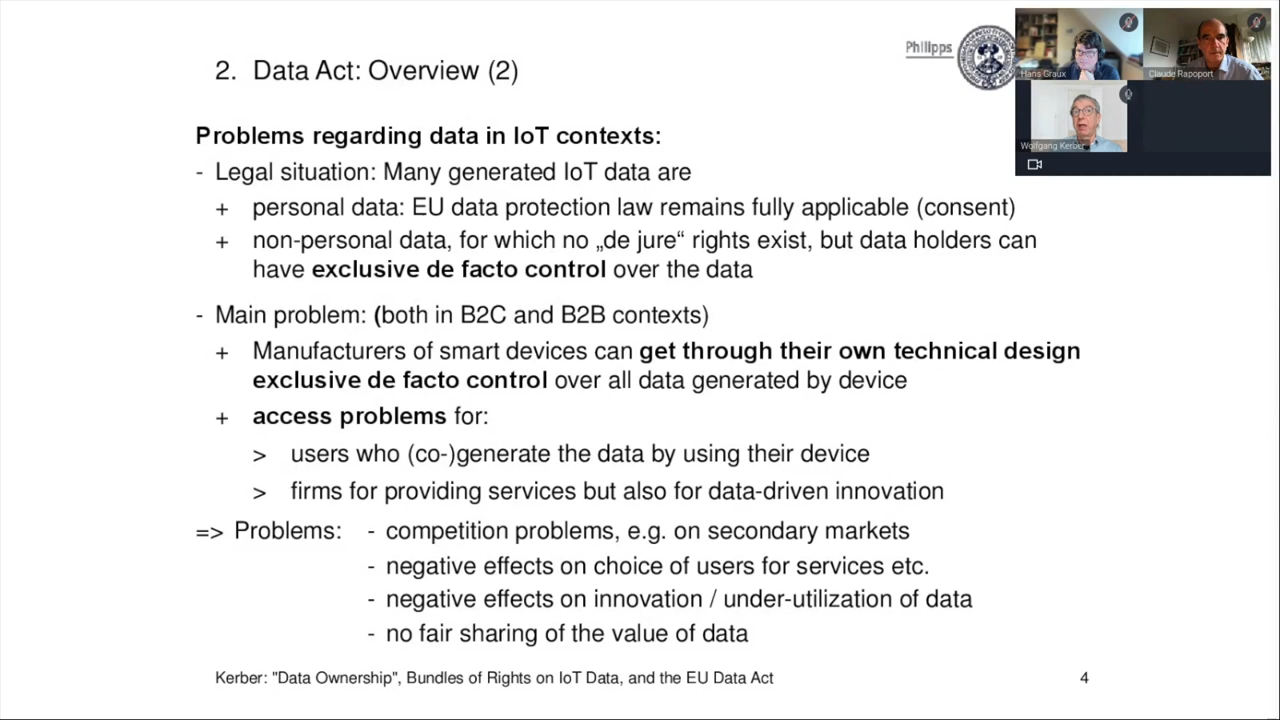 2. Data Act: Overview (2)
Philipps
Hans Graux
Claude Rapoport
Wolfgang Kerber
Problems regarding data in IoT contexts:
- Legal situation: Many generated IoT data are
+ personal data: EU data protection law remains fully applicable (consent)
+ non-personal data, for which no „de jure“ rights exist, but data holders can
have exclusive de facto control over the data
- Main problem: (both in B2C and B2B contexts)
+ Manufacturers of smart devices can get through their own technical design
exclusive de facto control over all data generated by device
+ access problems for:
> users who (co-)generate the data by using their device
> firms for providing services but also for data-driven innovation
=> Problems: - competition problems, e.g. on secondary markets
- negative effects on choice of users for services etc.
- negative effects on innovation / under-utilization of data
- no fair sharing of the value of data
Kerber: "Data Ownership", Bundles of Rights on IoT Data, and the EU Data Act 4